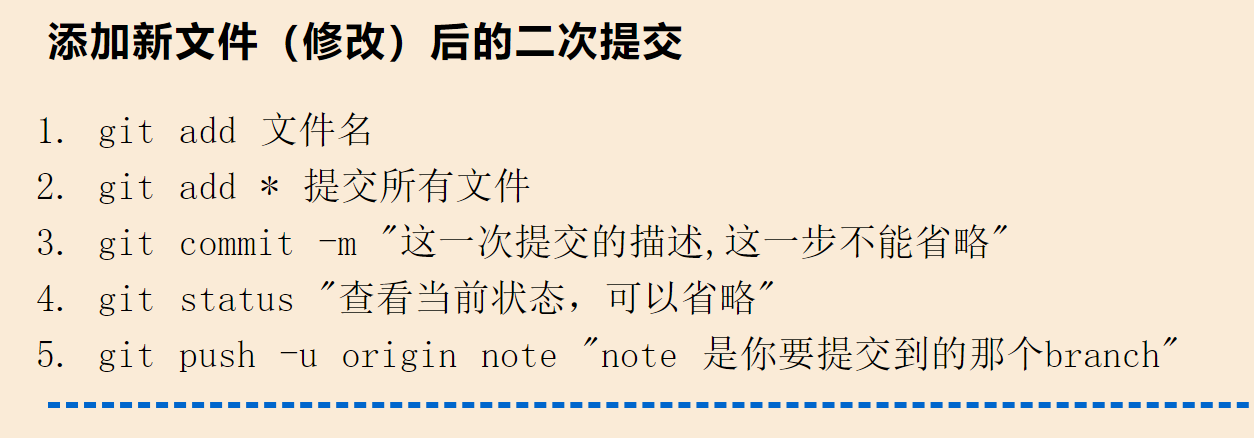 添加新文件（修改）后的二次提交
1. git add 文件名
2. git add * 提交所有文件
3. git commit -m "这一次提交的描述,这一步不能省略"
4. git status "查看当前状态，可以省略"
5. git push -u origin note "note 是你要提交到的那个branch"